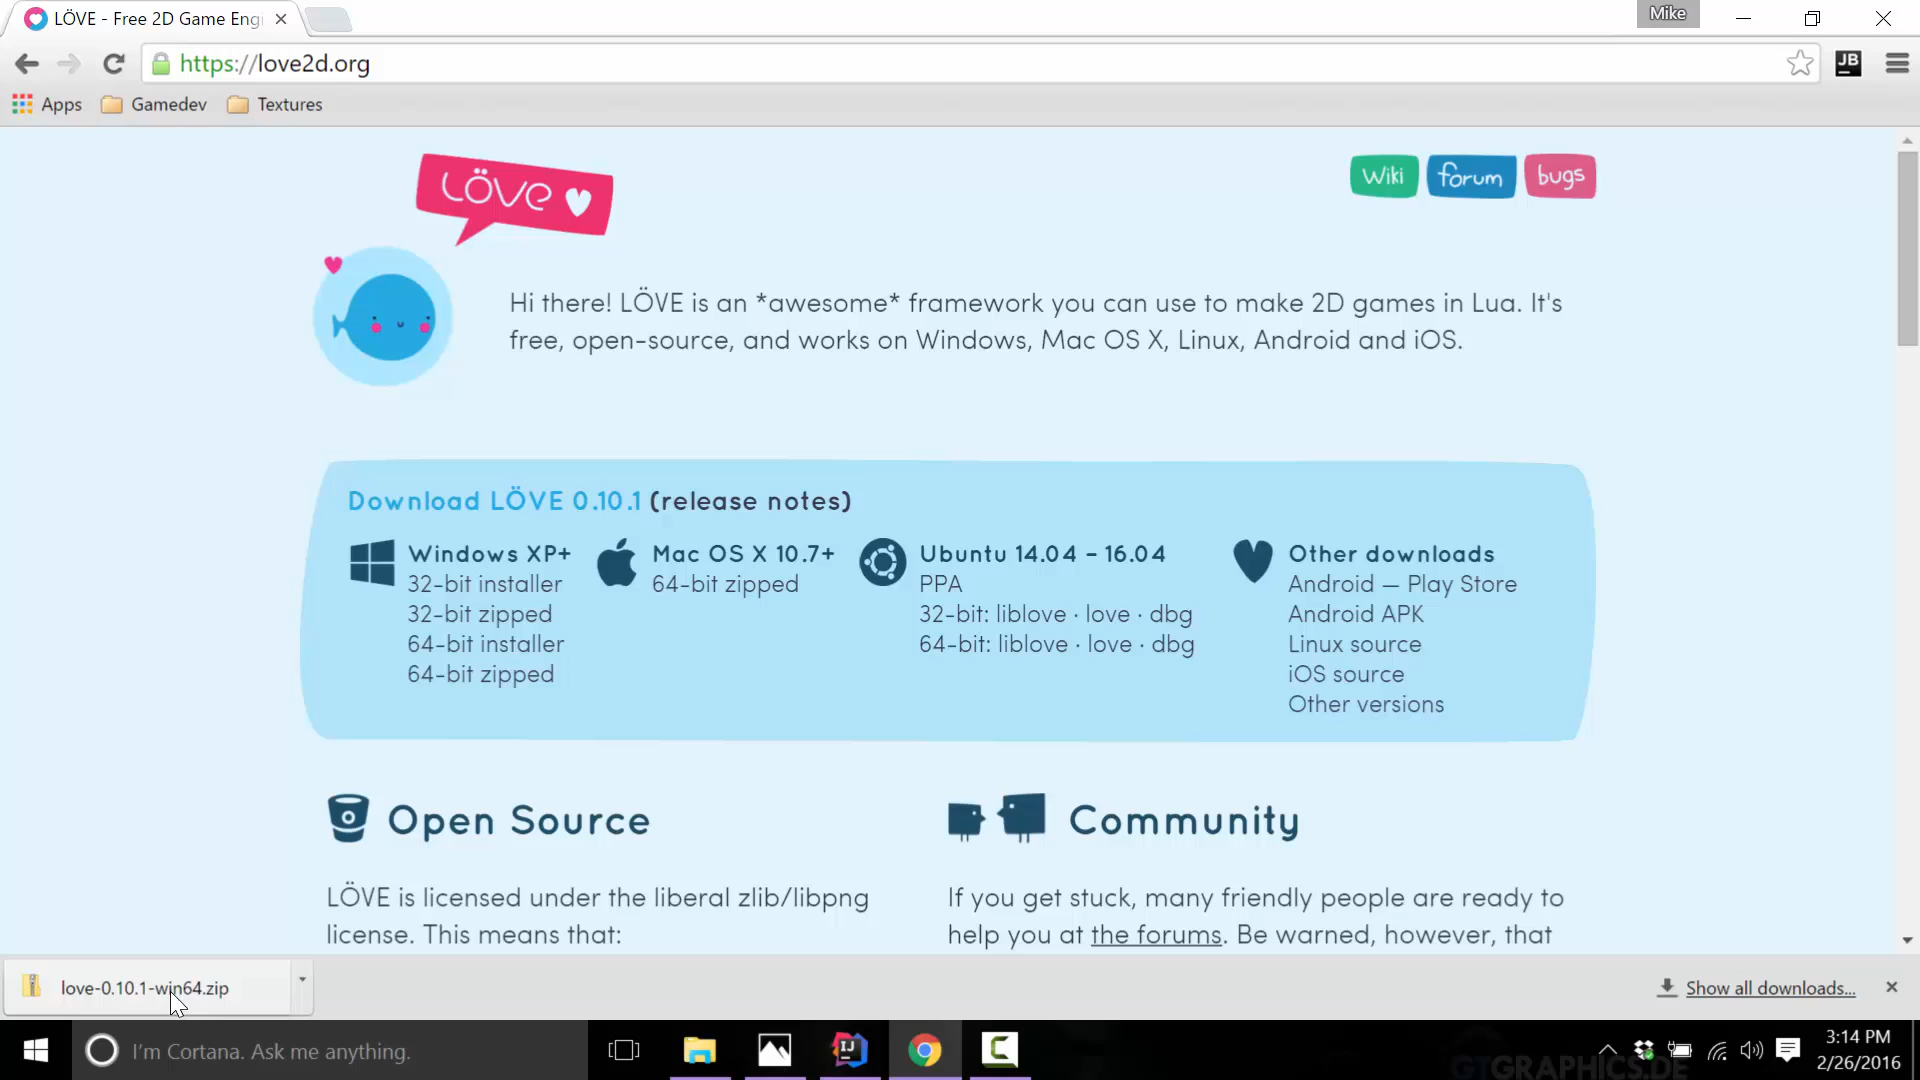 LÖVE - Free 2D Game Engi
Mike
https://love2d.org
JB
Apps Gamedev Textures
LÖVE
Wiki forum bugs
Hi there! LÖVE is an *awesome* framework you can use to make 2D games in Lua. It's
free, open-source, and works on Windows, Mac OS X, Linux, Android and iOS.
Download LÖVE 0.10.1 (release notes)
Windows XP+
32-bit installer
32-bit zipped
64-bit installer
64-bit zipped
Mac OS X 10.7+
64-bit zipped
Ubuntu 14.04 – 16.04
PPA
32-bit: liblove · love · dbg
64-bit: liblove · love · dbg
Other downloads
Android — Play Store
Android APK
Linux source
iOS source
Other versions
Open Source
LÖVE is licensed under the liberal zlib/libpng
license. This means that:
Community
If you get stuck, many friendly people are ready to
help you at the forums. Be warned, however, that
love-0.10.1-win64.zip
Show all downloads...
I'm Cortana. Ask me anything.
IJ
C
3:14 PM
2/26/2016
GTGRAPHICS.DE